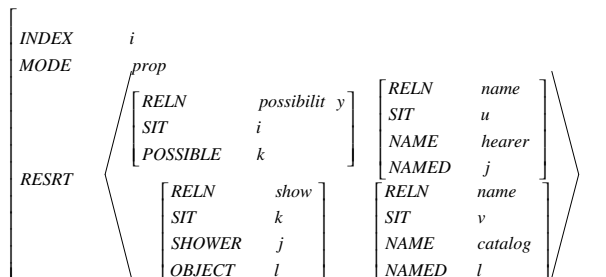 INDEX i
MODE prop
RESRT
RELN possibilit y
SIT i
POSSIBLE k
RELN name
SIT u
NAME hearer
NAMED j
RELN show
SIT k
SHOWER j
OBJECT l
RELN name
SIT v
NAME catalog
NAMED l